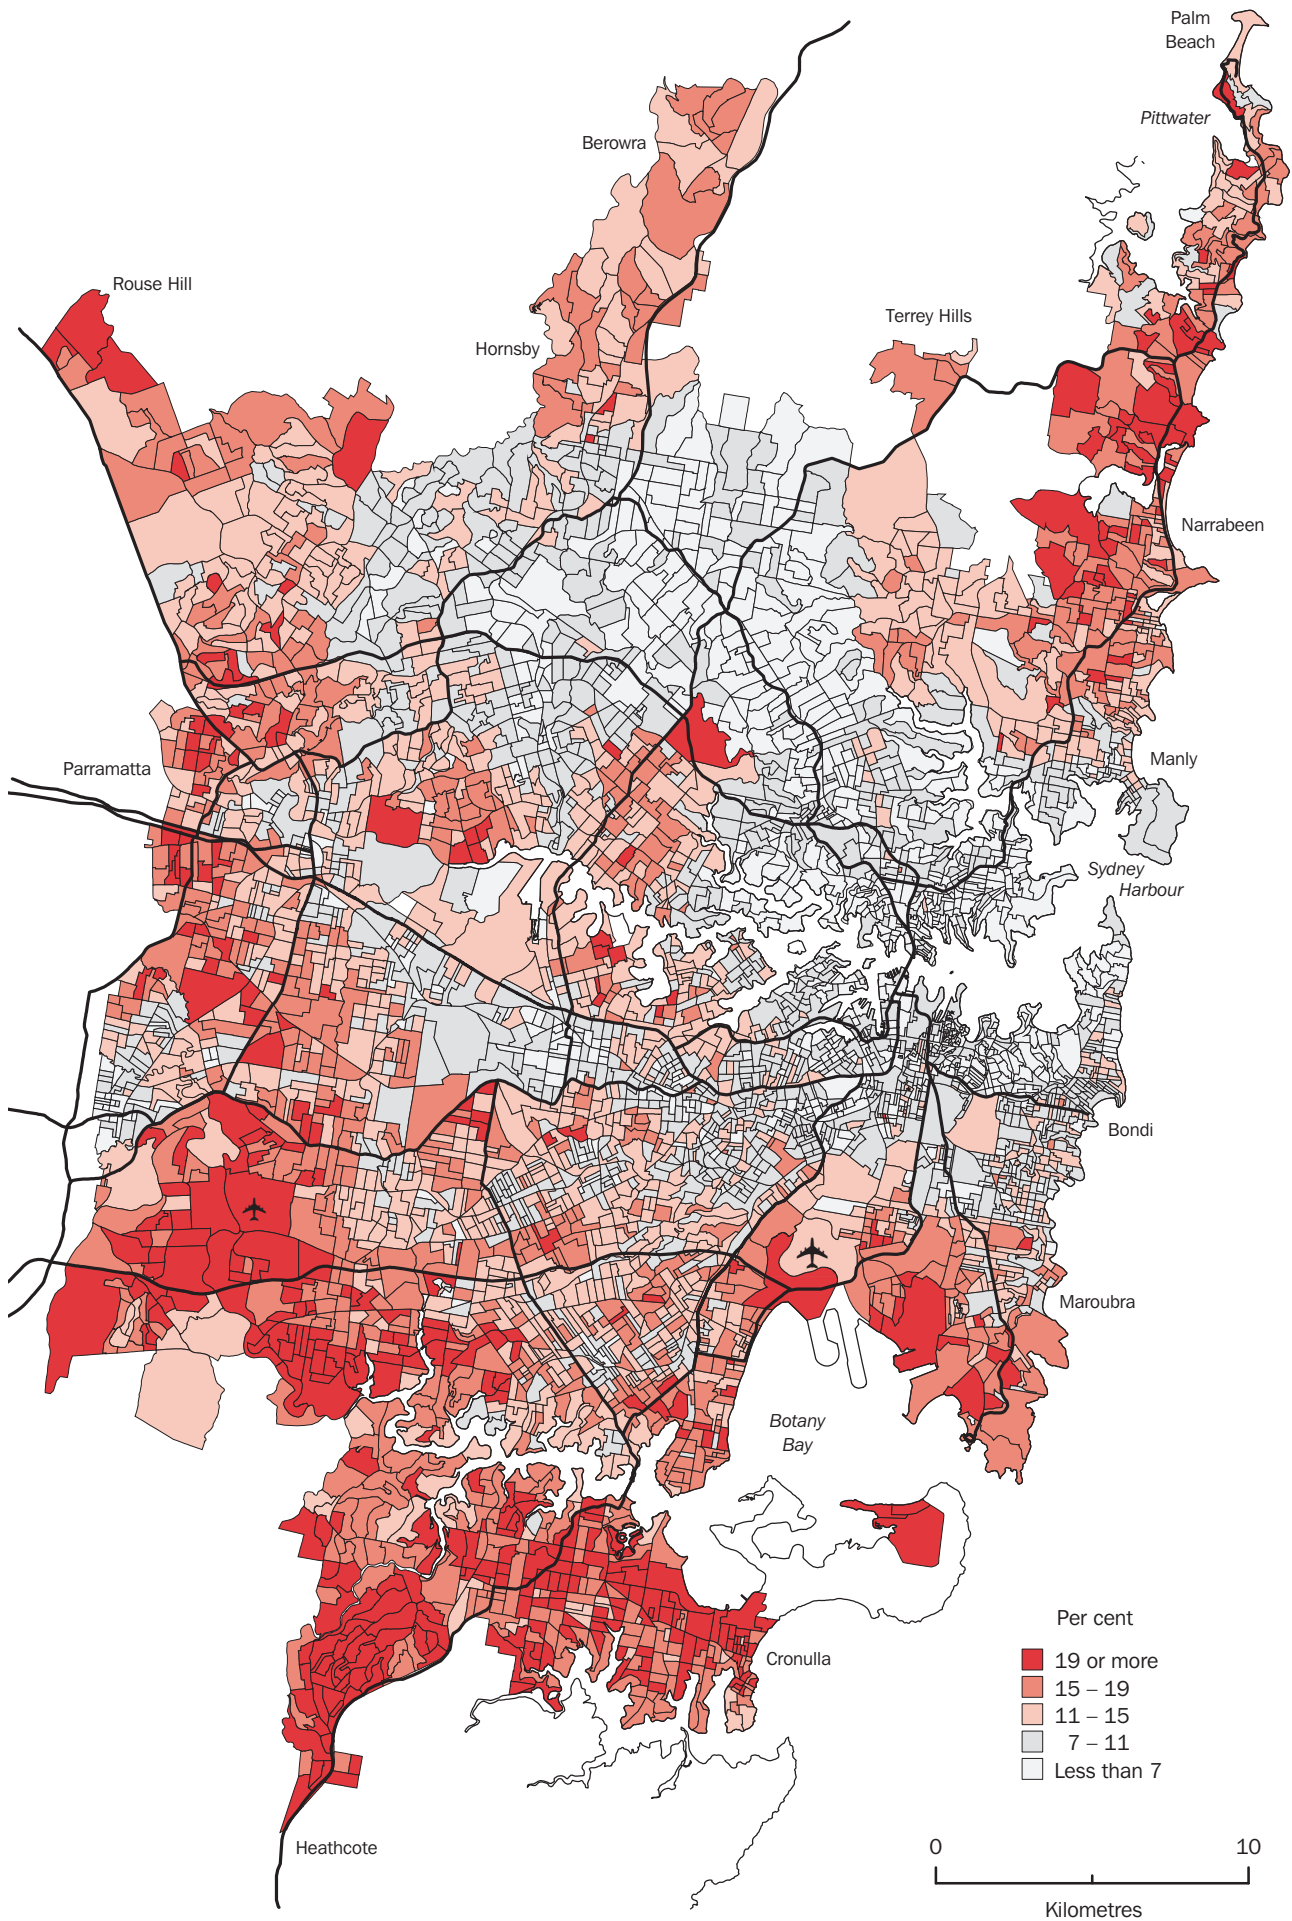 Palm
Beach
Pittwater
Berowra
Rouse Hill
Terrey Hills
Hornsby
Narrabeen
Manly
Parramatta
Sydney
Harbour
Bondi
Maroubra
Botany
Bay
Cronulla
Heathcote
Per cent
19 or more
15 – 19
11 – 15
7 – 11
Less than 7
0 10
Kilometres